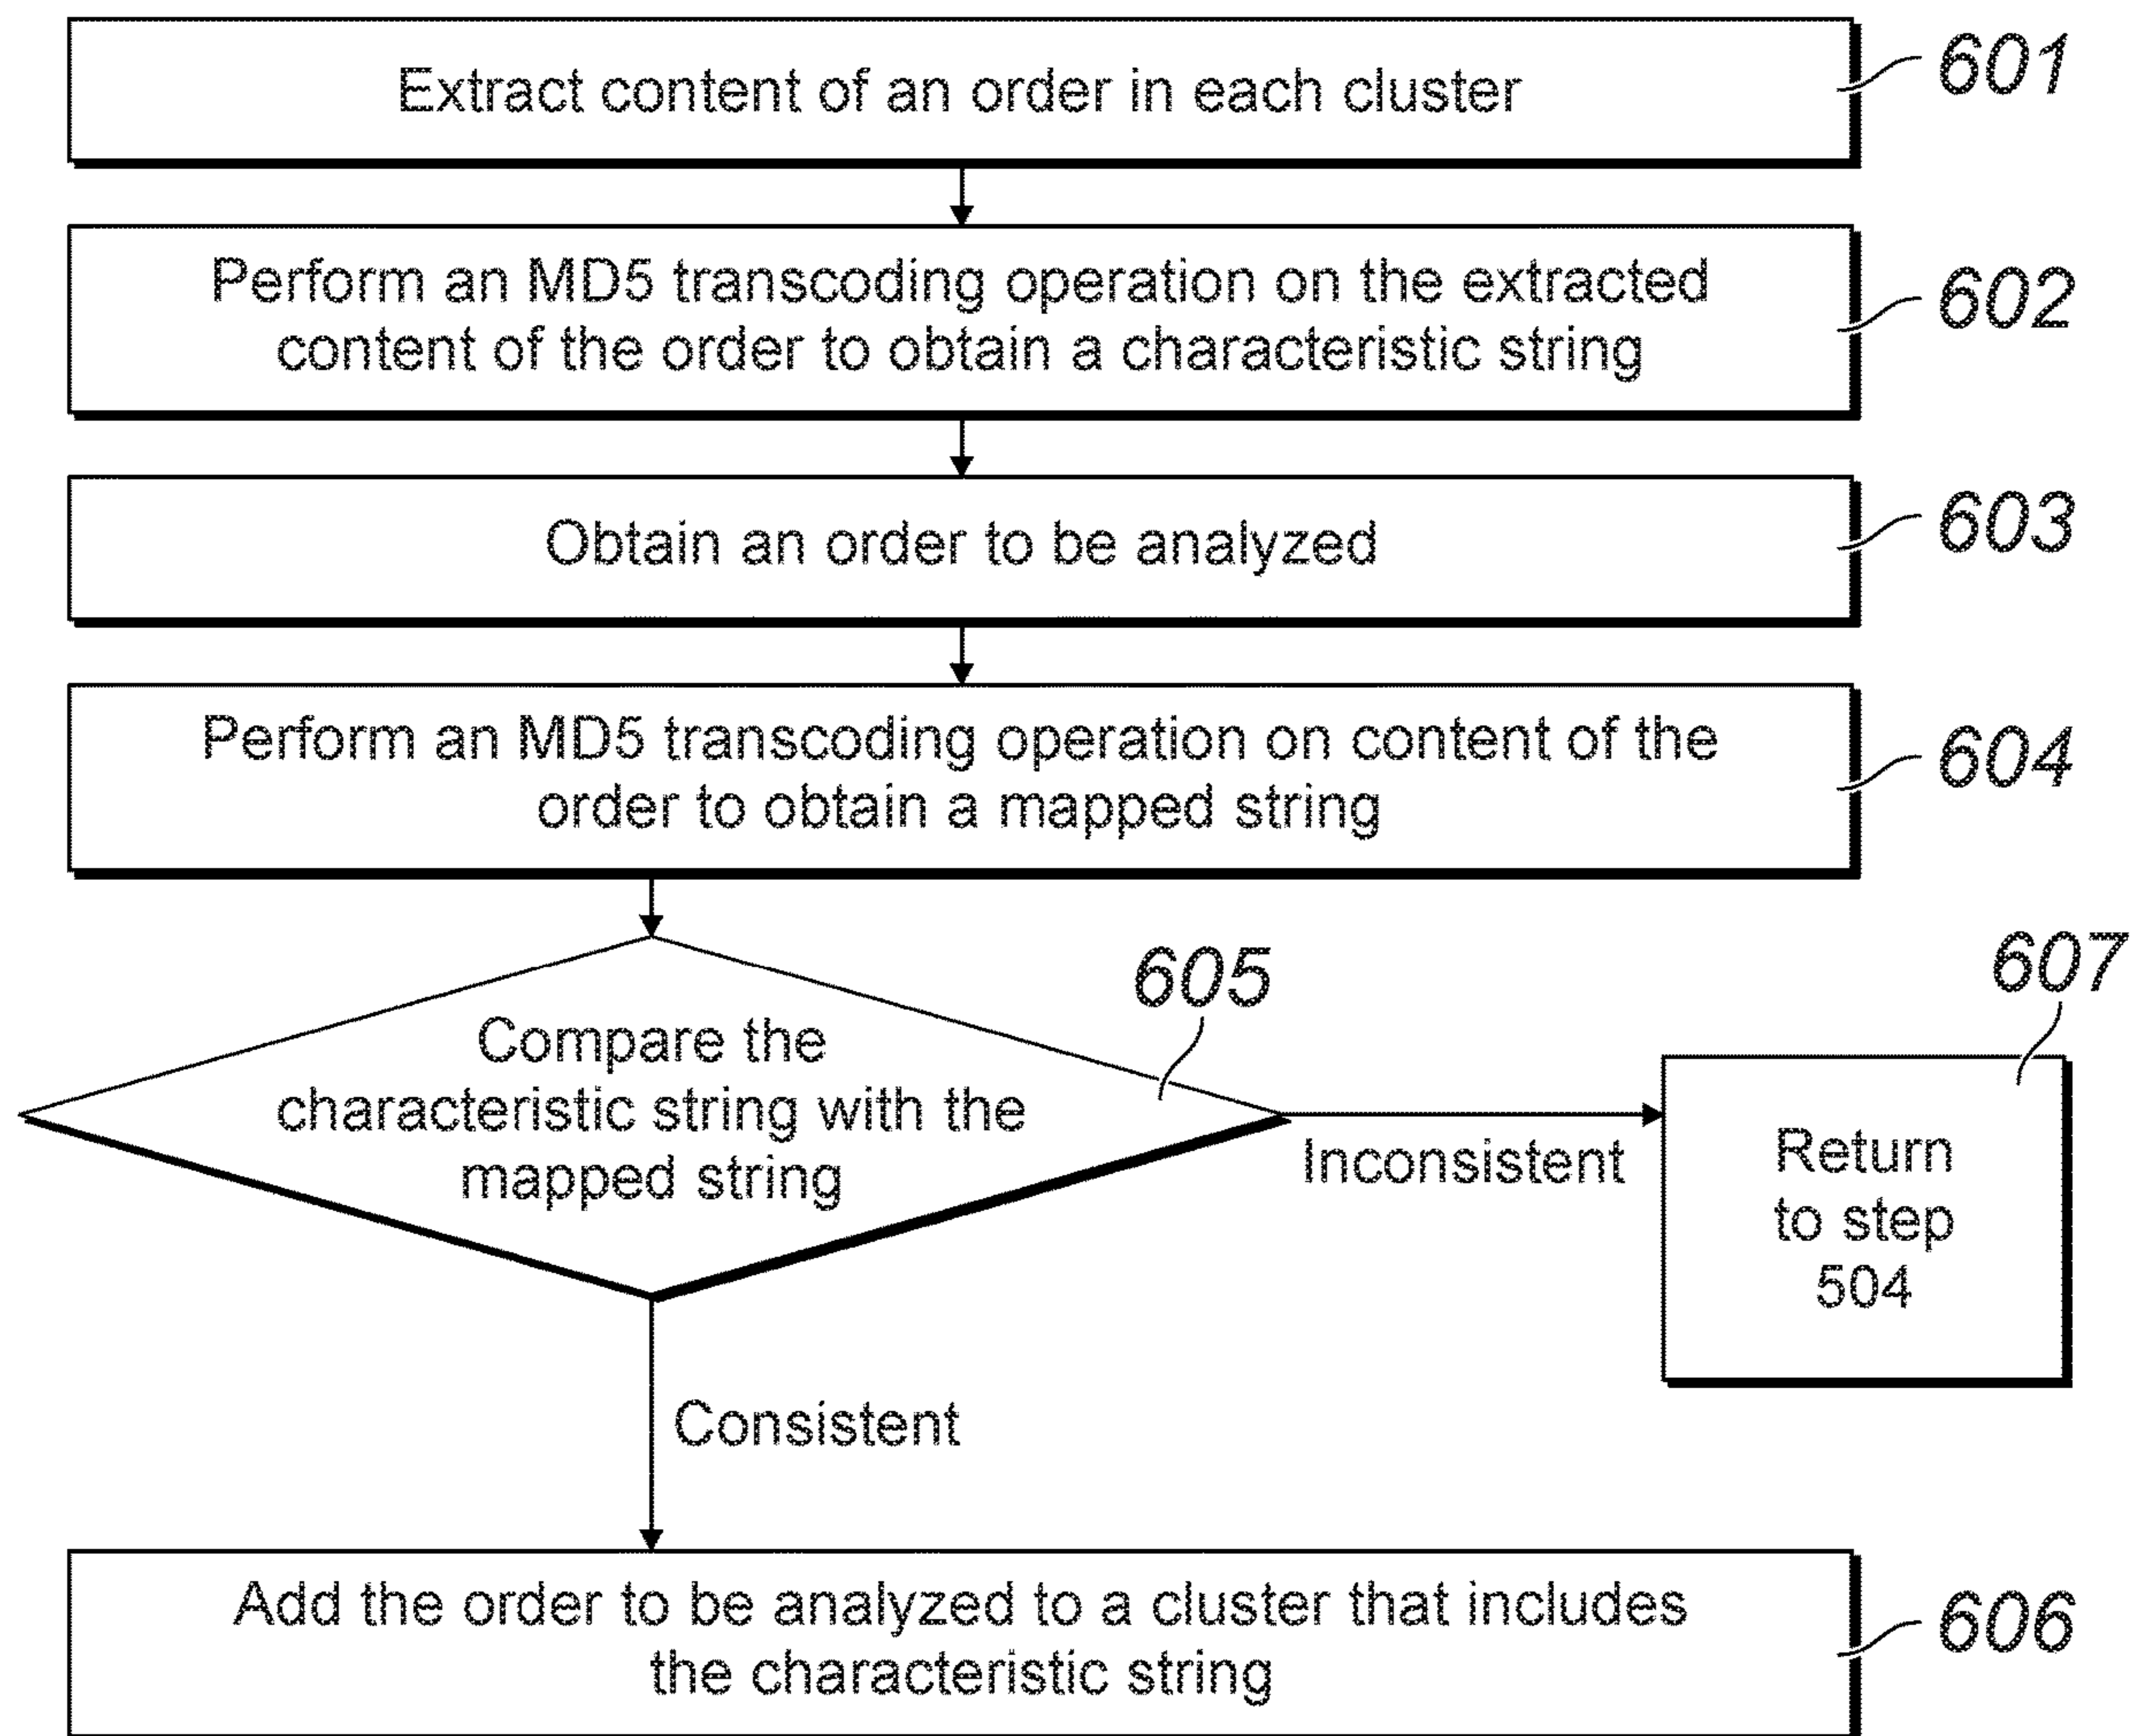 Extract content of an order in each cluster
601
Perform an MD5 transcoding operation on the extracted
content of the order to obtain a characteristic string
602
Obtain an order to be analyzed
603
Perform an MD5 transcoding operation on content of the
order to obtain a mapped string
604
605
Compare the
characteristic string with the
mapped string
Inconsistent
607
Return
to step
504
Consistent
Add the order to be analyzed to a cluster that includes
the characteristic string
606